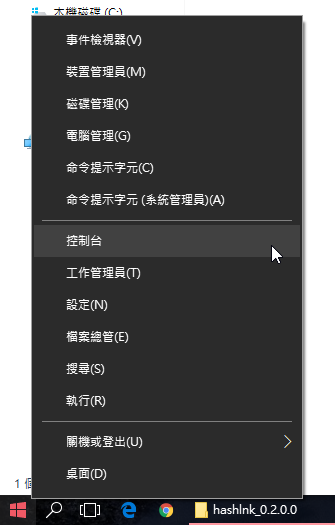 本機磁碟 (C:)
事件檢視器(V)
裝置管理員(M)
磁碟管理(K)
電腦管理(G)
命令提示字元(C)
命令提示字元 (系統管理員)(A)
控制台
工作管理員(T)
設定(N)
檔案總管(E)
搜尋(S)
執行(R)
關機或登出(U)
桌面(D)
1
hashlnk_0.2.0.0